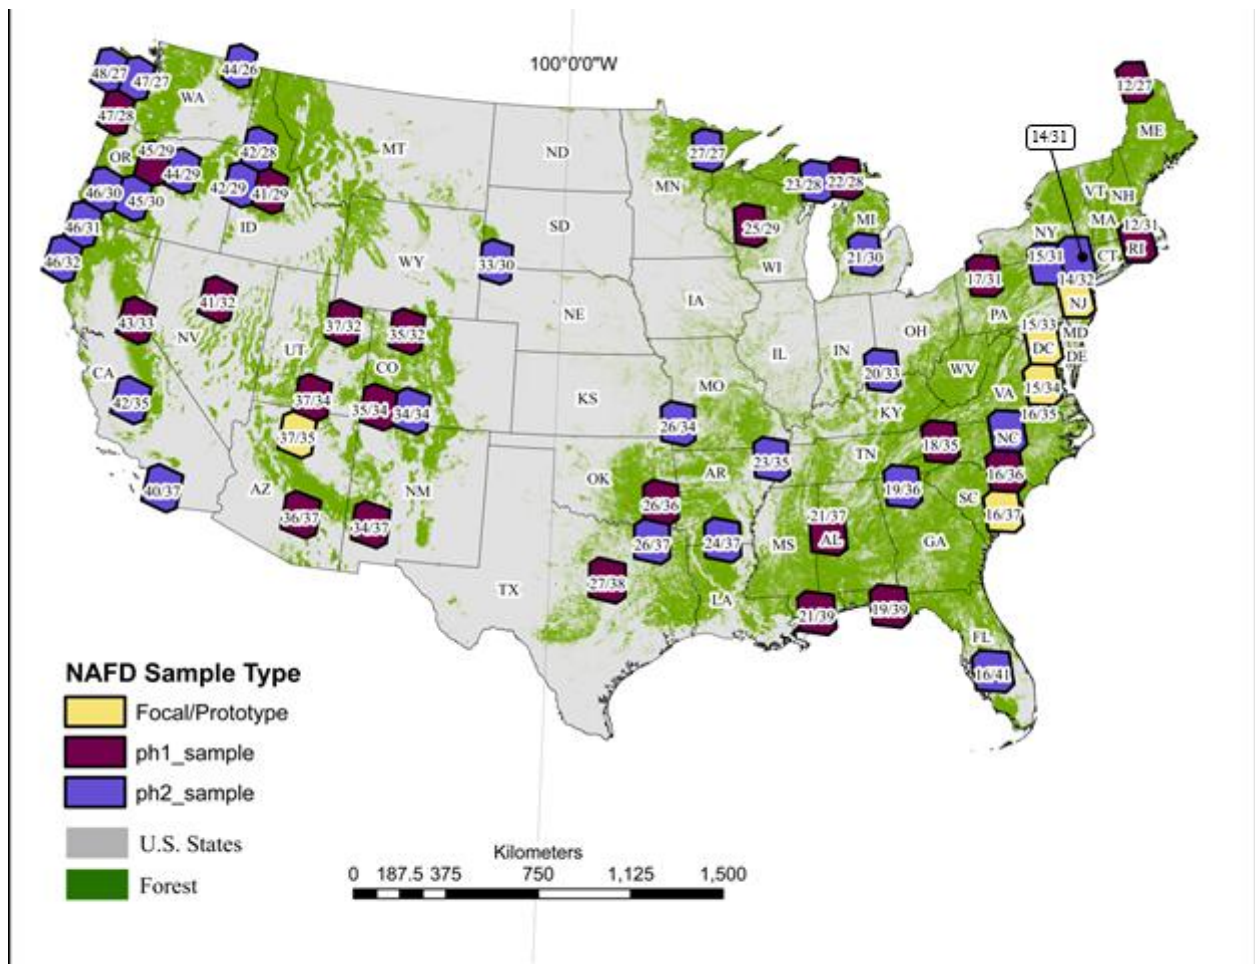 100°0'0"W
48/27
47/27
44/26
12/27
47/28
WA
14/31
ME
OR
45/29
44/29
42/28
MT
ND
27/27
MN
23/28
22/28
VT
NH
46/30
45/30
42/29
41/29
ID
MI
MA
NY
12/31
RI
46/31
SD
25/29
WI
21/30
CT
46/32
33/30
WY
15/31
17/31
14/32
NJ
41/32
43/33
NV
37/32
35/32
NE
IA
PA
OH
15/33
MD
DC
DE
UT
CO
IL
IN
WV
CA
42/35
37/34
35/34
34/34
KS
MO
20/33
KY
VA
15/34
16/35
37/35
26/34
NC
18/35
TN
23/35
40/37
AZ
NM
OK
AR
19/36
16/36
SC
36/37
34/37
26/36
21/37
16/37
26/37
24/37
MS
AL
GA
TX
27/38
LA
21/39
19/39
FL
16/41
NAFD Sample Type
Focal/Prototype
ph1_sample
ph2_sample
U.S. States
Forest
Kilometers
0 187.5 375 750 1,125 1,500